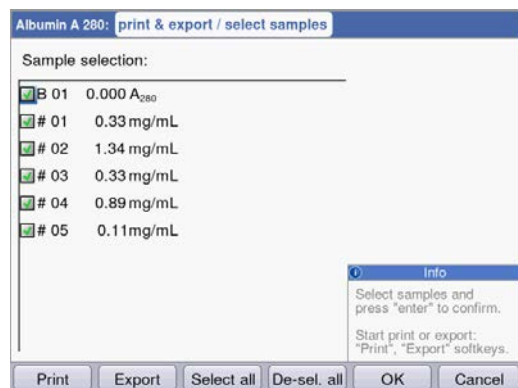 Albumin A 280: print & export / select samples
Sample selection:
B 01 0.000 A₂₈₀
# 01 0.33 mg/mL
# 02 1.34 mg/mL
# 03 0.33 mg/mL
# 04 0.89 mg/mL
# 05 0.11mg/mL
Info
Select samples and
press "enter" to confirm.
Start print or export:
"Print", "Export" softkeys.
Print Export Select all De-sel. all OK Cancel